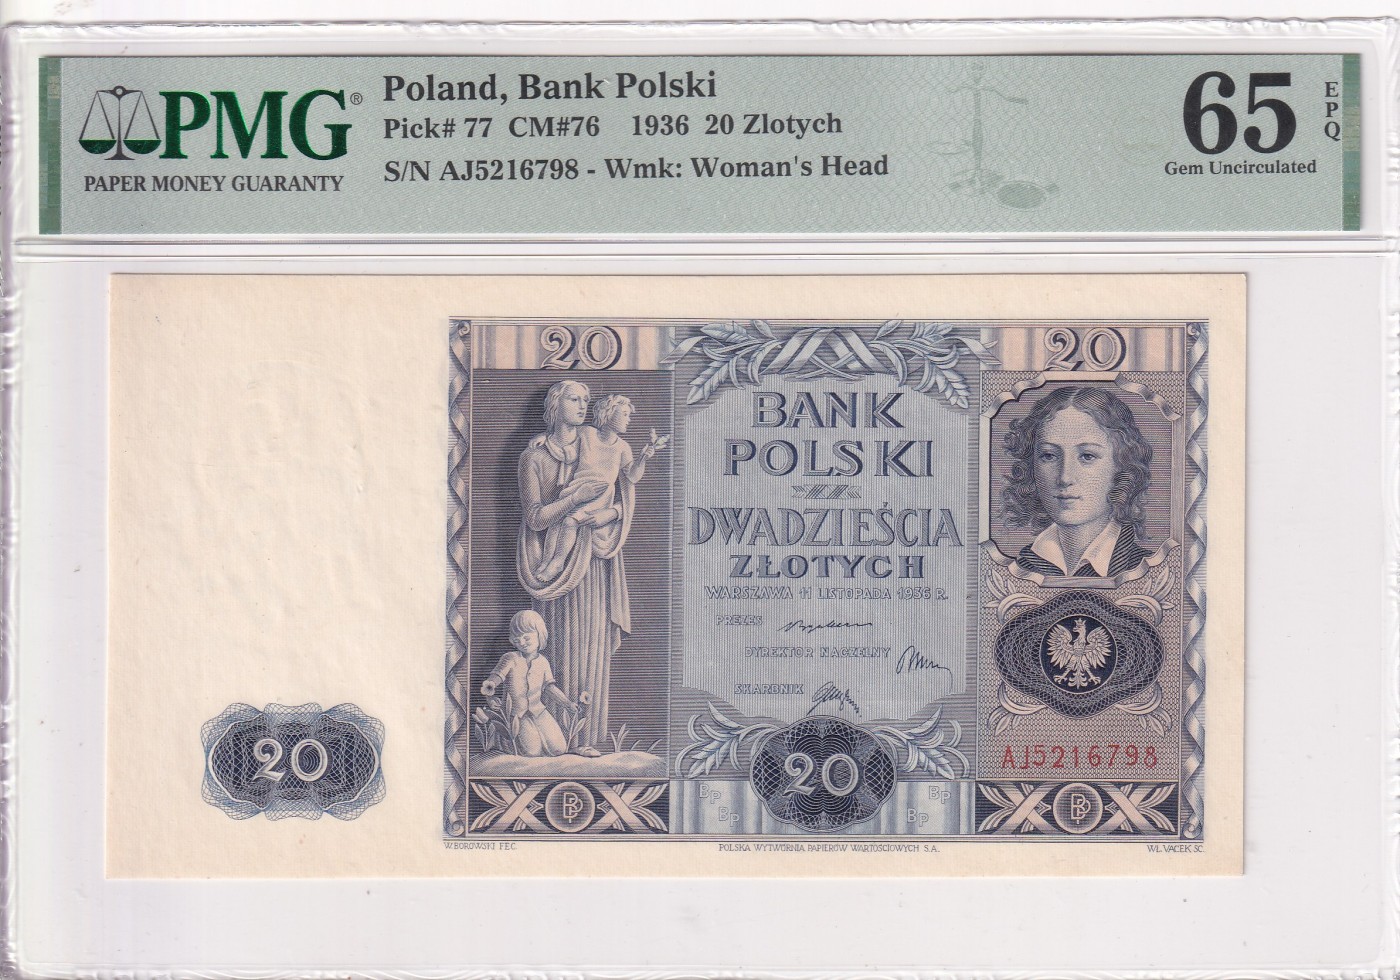 PMG®
PAPER MONEY GUARANTY
Poland, Bank Polski
Pick# 77 CM#76 1936 20 Zlotych
S/N AJ5216798 - Wmk: Woman's Head
65
EPQ
Gem Uncirculated
20
20
BANK
POLSKI
DWADZIEŚCIA
ZŁOTYCH
WARSZAWA 11 LISTOPADA 1936 R.
PREZES
DYREKTOR NACZELNY
SKARBNIK
AJ5216798
20
20
BP
BP
BP
BP
BP
BP
W. BOROWSKI FEC.
POLSKA WYTWÓRNIA PAPIERÓW WARTOŚCIOWYCH S.A.
WŁ. VACEK SC.